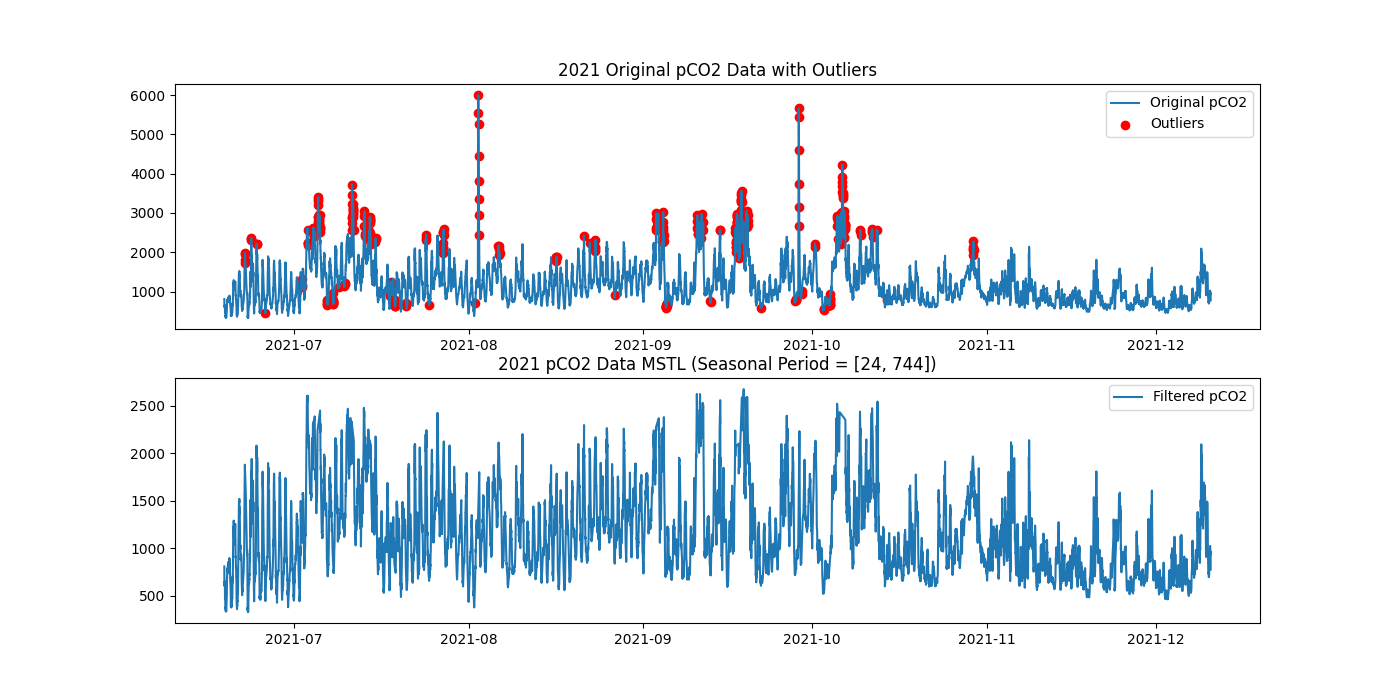 2021 Original pCO2 Data with Outliers
6000
5000
4000
3000
2000
1000
Original pCO2
Outliers
2021-07 2021-08 2021-09 2021-10 2021-11 2021-12
2021 pCO2 Data MSTL (Seasonal Period = [24, 744])
2500
2000
1500
1000
500
Filtered pCO2
2021-07 2021-08 2021-09 2021-10 2021-11 2021-12